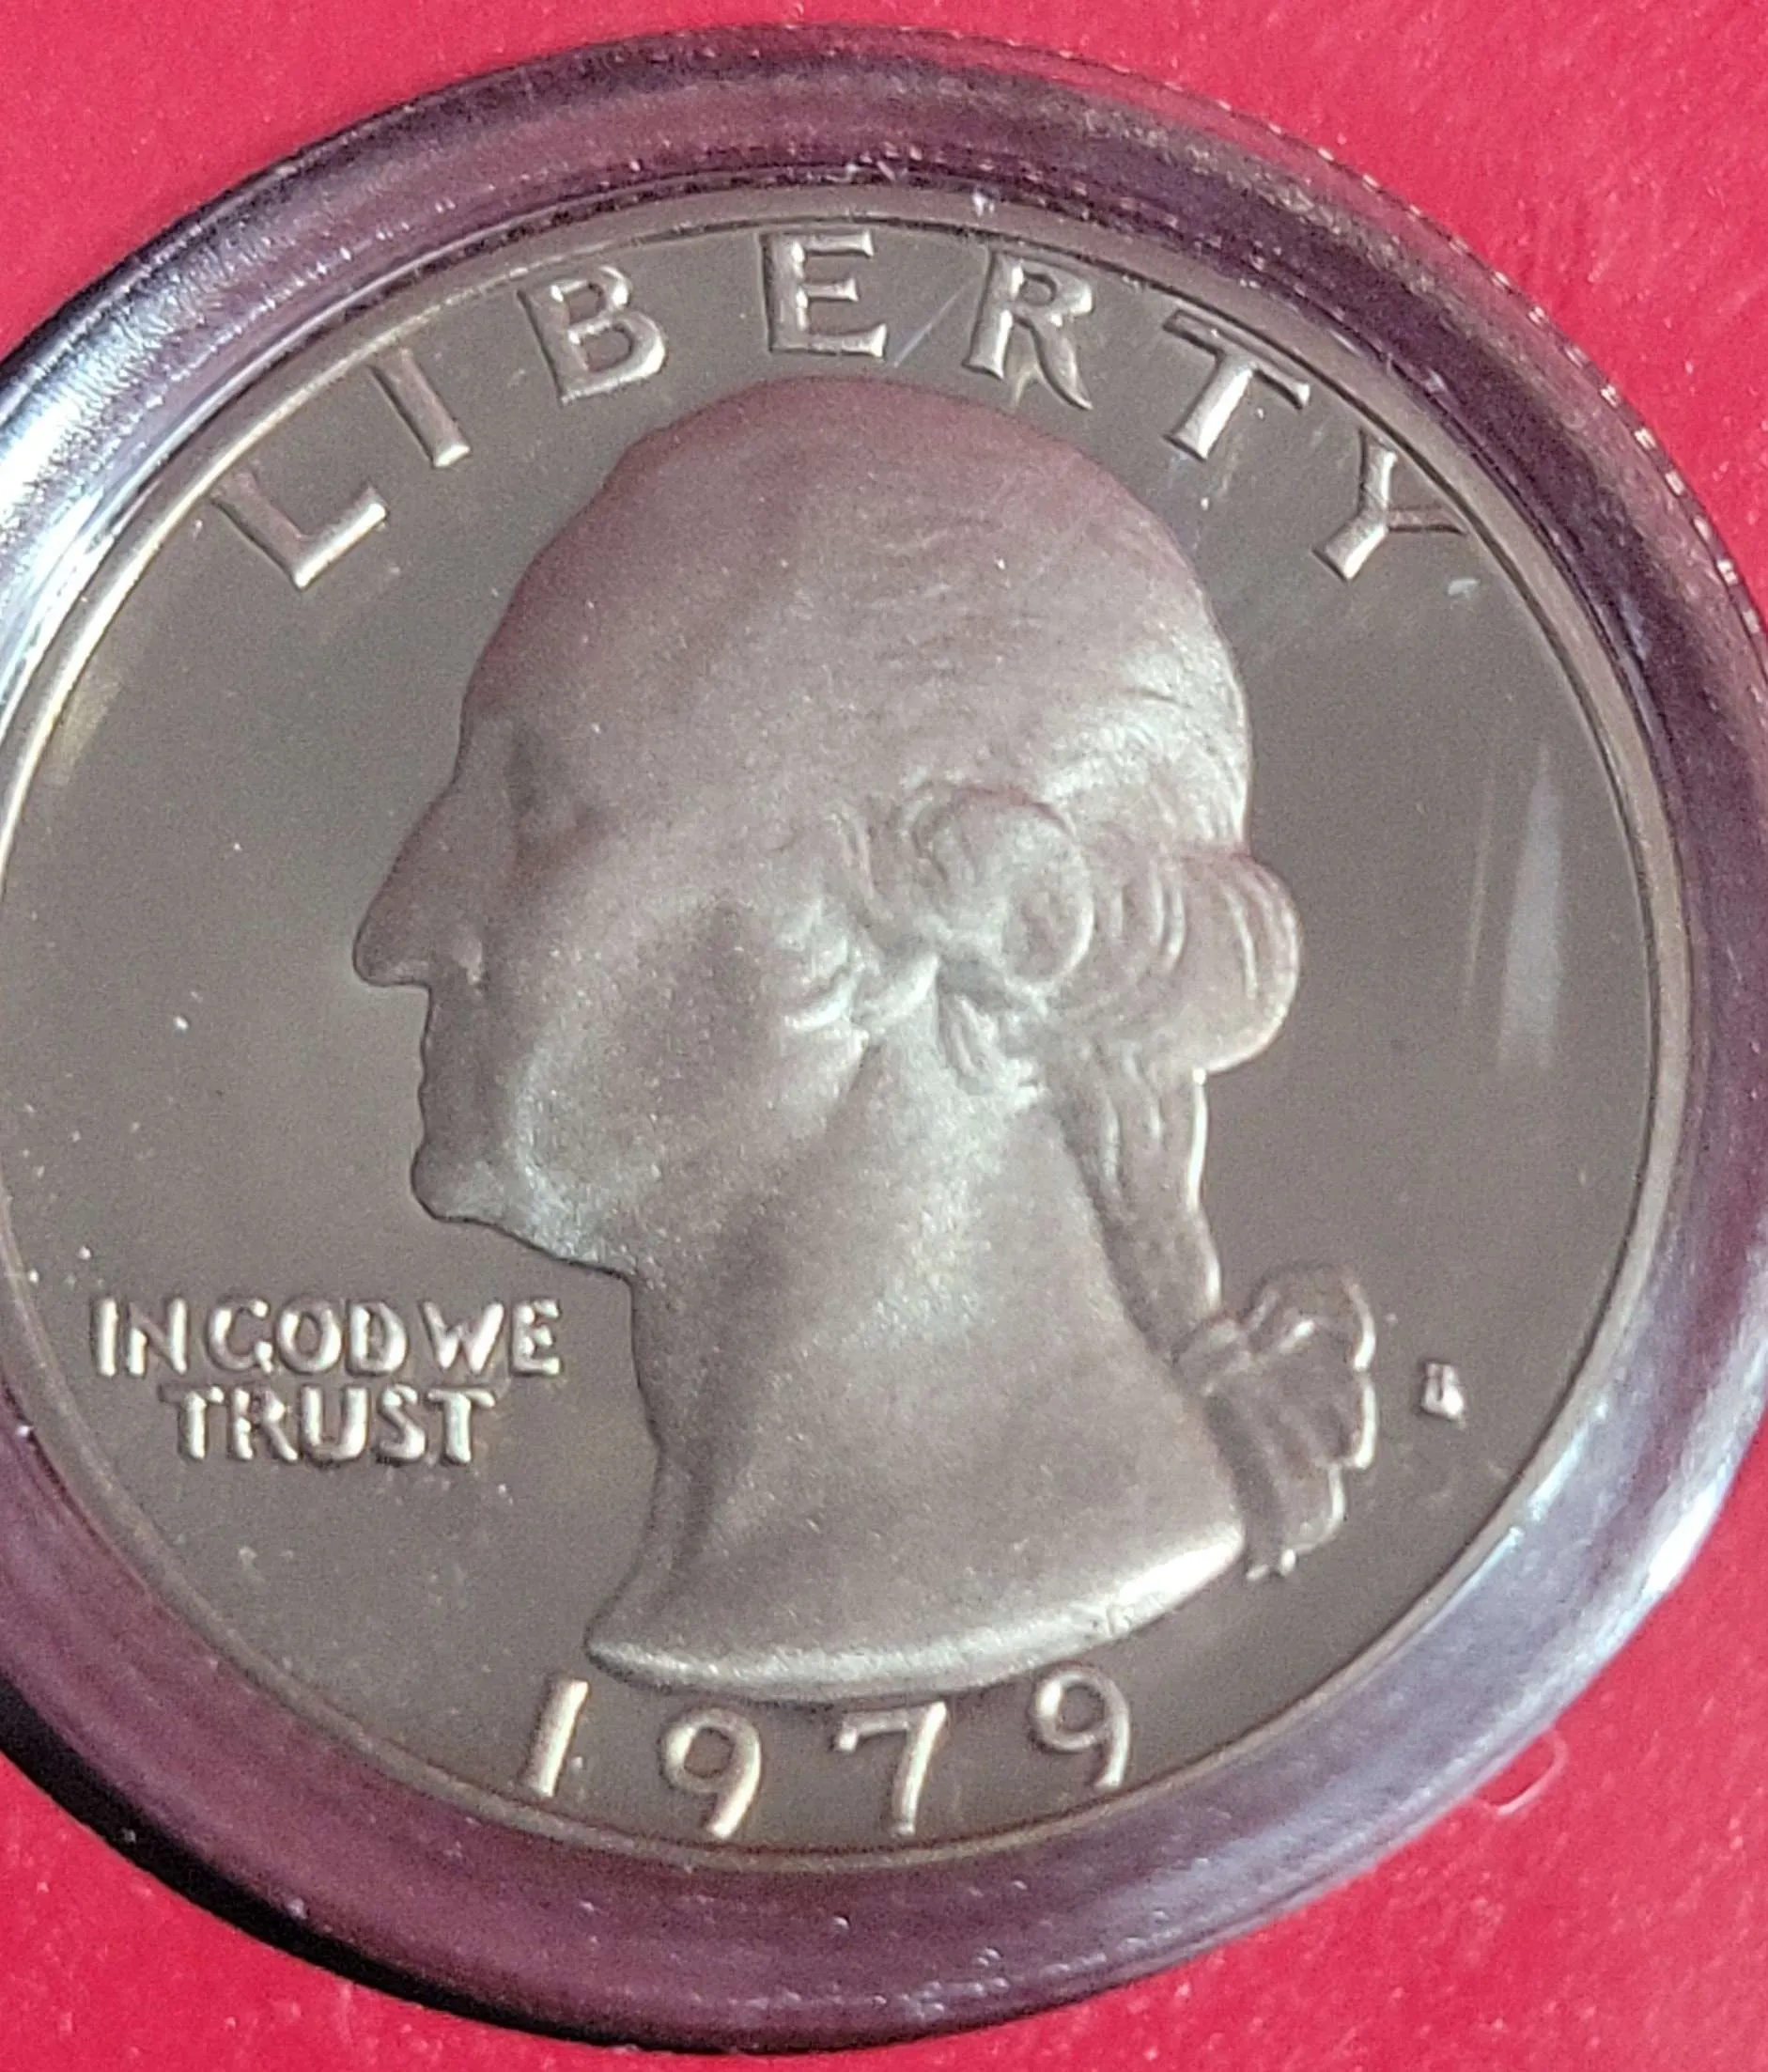 LIBERTY
IN GOD WE
TRUST
1979